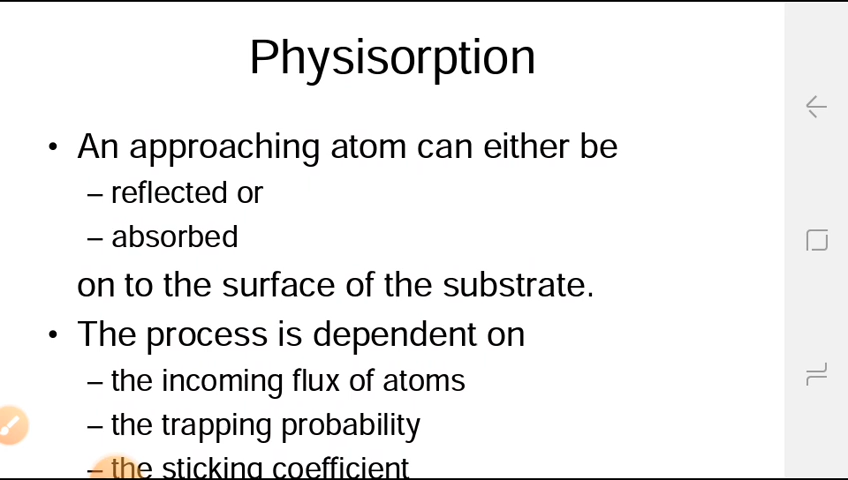 Physisorption
• An approaching atom can either be
– reflected or
– absorbed
on to the surface of the substrate.
• The process is dependent on
– the incoming flux of atoms
– the trapping probability
– the sticking coefficient